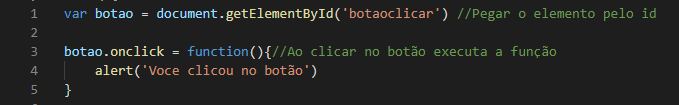 1 var botao = document.getElementById('botaoclicar') //Pegar o elemento pelo id
2
3 botao.onclick = function(){//Ao clicar no botão executa a função
4 alert('Voce clicou no botão')
5 }